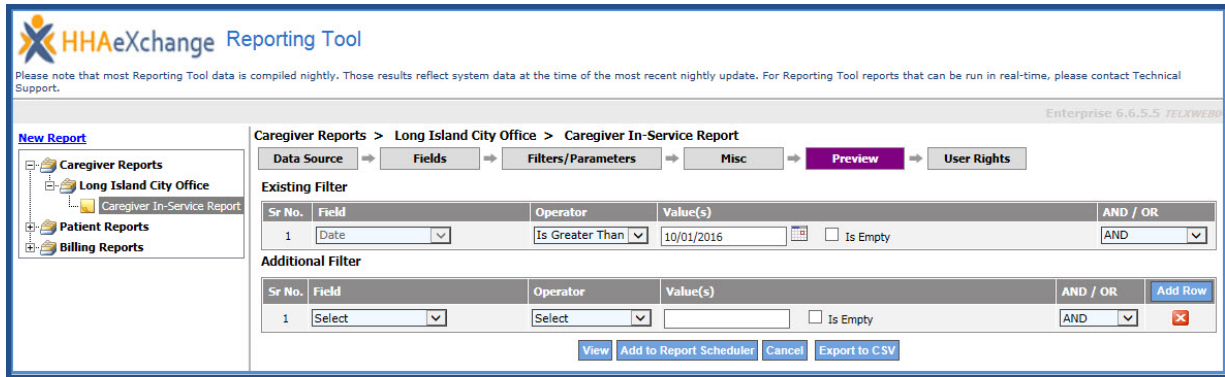 HHAeXchange Reporting Tool
Please note that most Reporting Tool data is compiled nightly. Those results reflect system data at the time of the most recent nightly update. For Reporting Tool reports that can be run in real-time, please contact Technical
Support.
Enterprise 6.6.5.5 TELXWEB0
New Report
Caregiver Reports
Long Island City Office
Caregiver In-Service Report
Patient Reports
Billing Reports
Caregiver Reports > Long Island City Office > Caregiver In-Service Report
Data Source Fields Filters/Parameters Misc Preview User Rights
Existing Filter
Sr No. Field Operator Value(s) AND / OR
1 Date Is Greater Than 10/01/2016 Is Empty AND
Additional Filter
Sr No. Field Operator Value(s) AND / OR Add Row
1 Select Select Is Empty AND
View Add to Report Scheduler Cancel Export to CSV